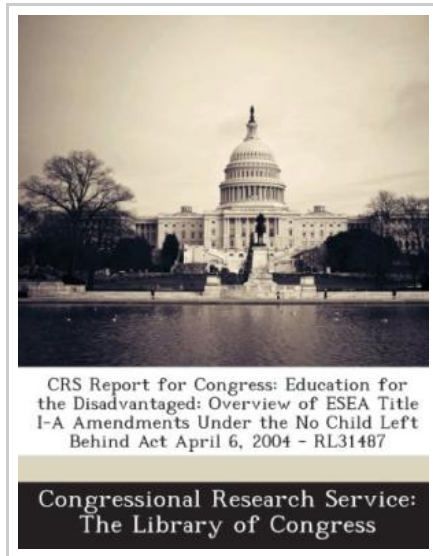 CRS Report for Congress: Education for
the Disadvantaged: Overview of ESEA Title
I-A Amendments Under the No Child Left
Behind Act April 6, 2004 - RL31487
Congressional Research Service:
The Library of Congress